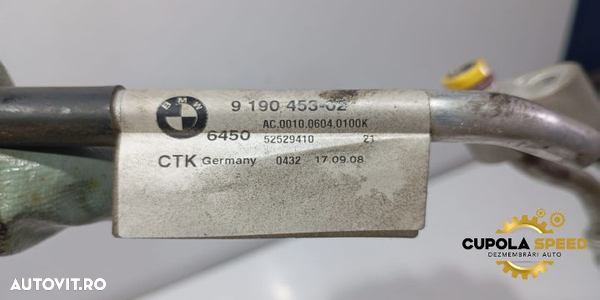 BMW
9 190 453-02
AC.0010.0604.0100K
6450
52529410 21
CTK Germany 0432 17.09.08
CUPOLA SPEED
DEZMEMBRĂRI AUTO
AUTOVIT.RO